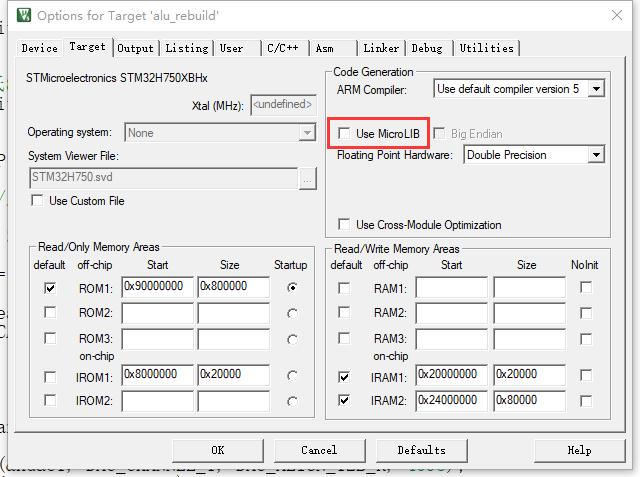 Options for Target 'alu_rebuild'
Device Target Output Listing User C/C++ Asm Linker Debug Utilities
STMicroelectronics STM32H750XBHx
Xtal (MHz): <undefined>
Operating system: None
System Viewer File:
STM32H750.svd ...
Use Custom File
Code Generation
ARM Compiler: Use default compiler version 5
Use MicroLIB Big Endian
Floating Point Hardware: Double Precision
Use Cross-Module Optimization
Read/Only Memory Areas
default off-chip Start Size Startup
ROM1: 0x90000000 0x800000
ROM2:
ROM3:
on-chip
IROM1: 0x8000000 0x20000
IROM2:
Read/Write Memory Areas
default off-chip Start Size NoInit
RAM1:
RAM2:
RAM3:
on-chip
IRAM1: 0x20000000 0x20000
IRAM2: 0x24000000 0x80000
OK Cancel Defaults Help